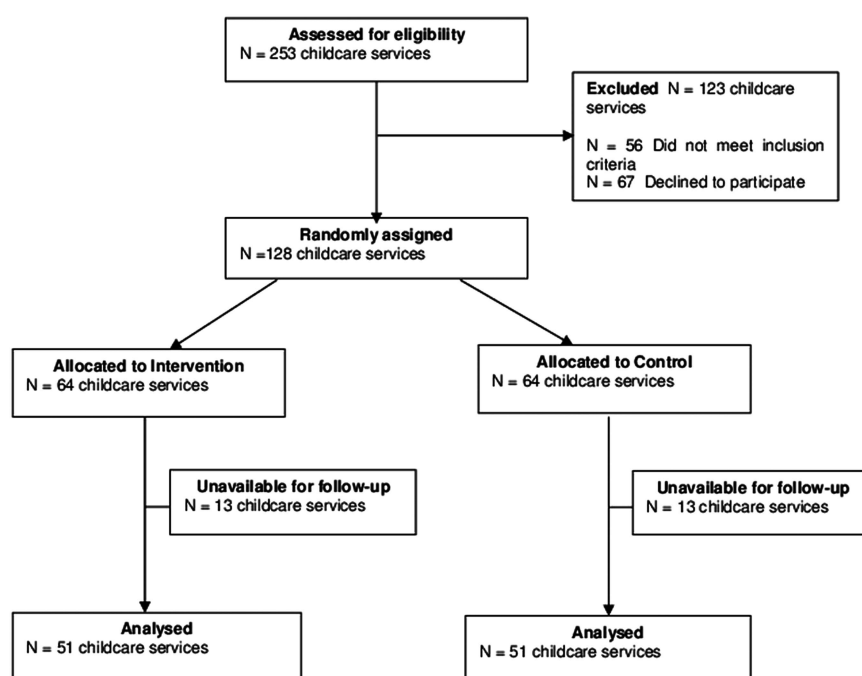 Assessed for eligibility
N = 253 childcare services
Excluded N = 123 childcare
services
N = 56 Did not meet inclusion
criteria
N = 67 Declined to participate
Randomly assigned
N =128 childcare services
Allocated to Intervention
N = 64 childcare services
Allocated to Control
N = 64 childcare services
Unavailable for follow-up
N = 13 childcare services
Unavailable for follow-up
N = 13 childcare services
Analysed
N = 51 childcare services
Analysed
N = 51 childcare services